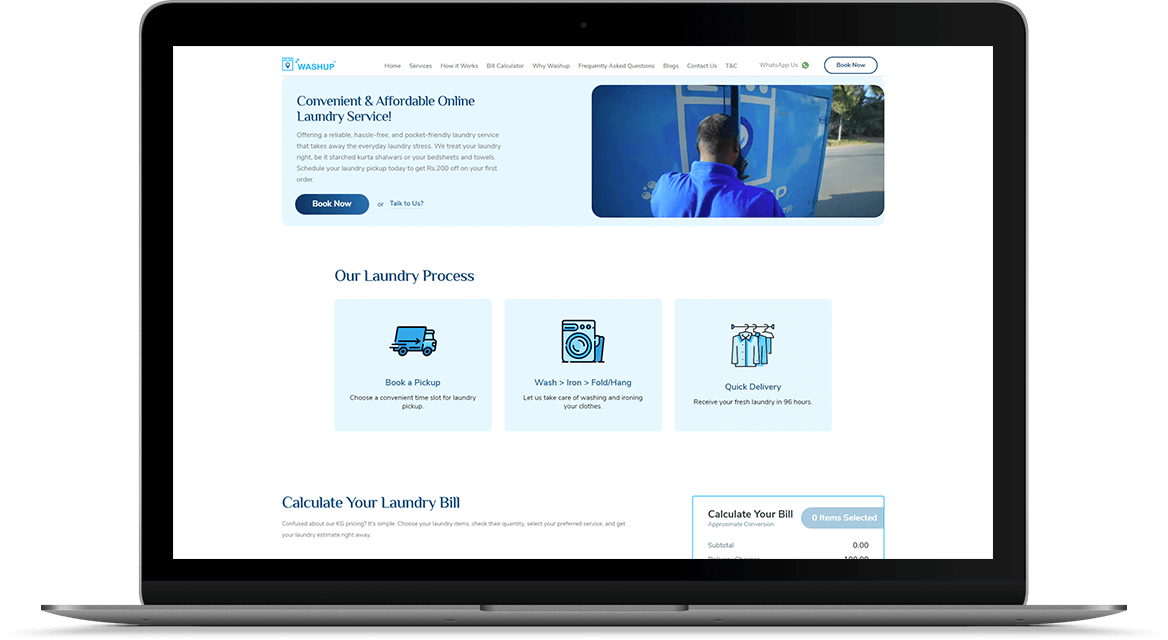 WASHUP
Home Services How it Works Bill Calculator Why Washup Frequently Asked Questions Blogs Contact Us T&C WhatsApp Us Book Now
Convenient & Affordable Online
Laundry Service!
Offering a reliable, hassle-free, and pocket-friendly laundry service
that takes away the everyday laundry stress. We treat your laundry
right, be it starched kurta shalwars or your bedsheets and towels.
Schedule your laundry pickup today to get Rs.200 off on your first
order.
Book Now or Talk to Us?
Our Laundry Process
Book a Pickup
Choose a convenient time slot for laundry
pickup.
Wash > Iron > Fold/Hang
Let us take care of washing and ironing
your clothes.
Quick Delivery
Receive your fresh laundry in 96 hours.
Calculate Your Laundry Bill
Confused about our KG pricing? It's simple. Choose your laundry items, check their quantity, select your preferred service, and get
your laundry estimate right away.
Calculate Your Bill
Approximate Conversion
0 Items Selected
Subtotal 0.00
Delivery Charges 100.00